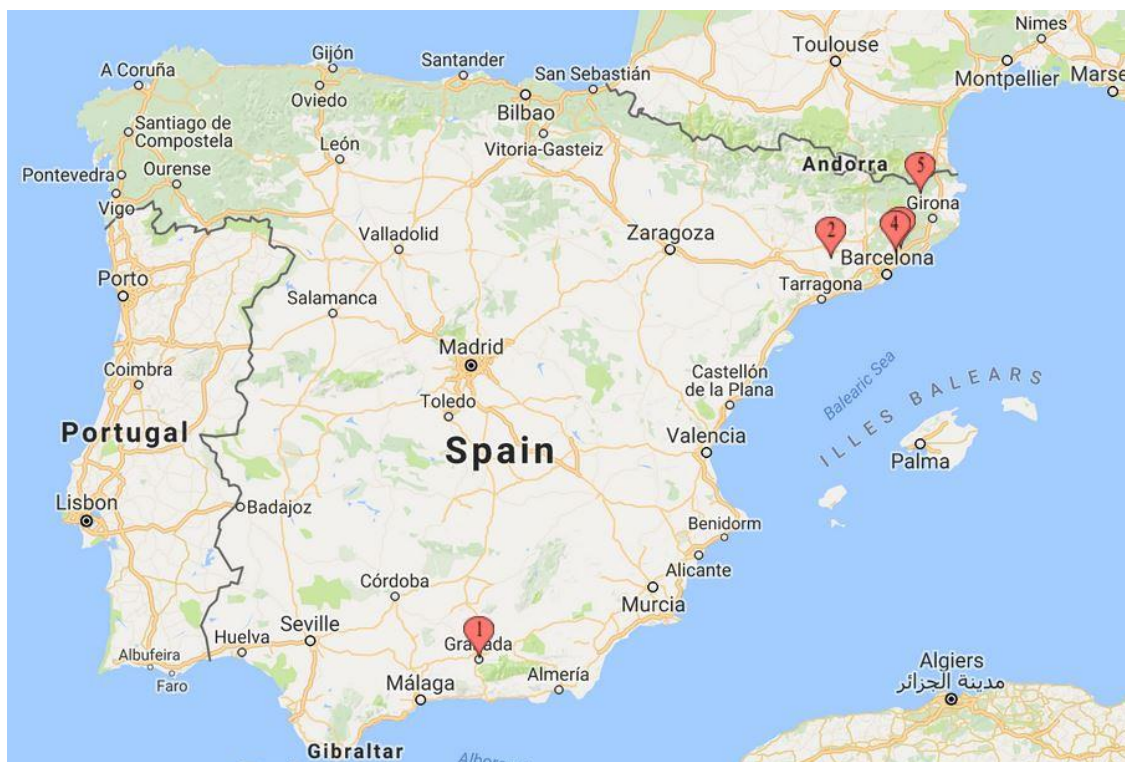 Nimes
Toulouse
Montpellier
Marse
Gijón
A Coruña
Santander
San Sebastián
Oviedo
Bilbao
Santiago de
Compostela
Vitoria-Gasteiz
León
Andorra
5
Pontevedra
Ourense
Vigo
Girona
4
2
Valladolid
Zaragoza
Barcelona
Porto
Tarragona
Salamanca
Madrid
Coimbra
Castellón
de la Plana
Balearic Sea
ILLES BALEARS
Toledo
Portugal
Spain
Valencia
Palma
Lisbon
Badajoz
Benidorm
Alicante
Córdoba
Murcia
1
Seville
Huelva
Granada
Albufeira
Faro
Almería
Algiers
مدينة الجزائر
Málaga
Gibraltar